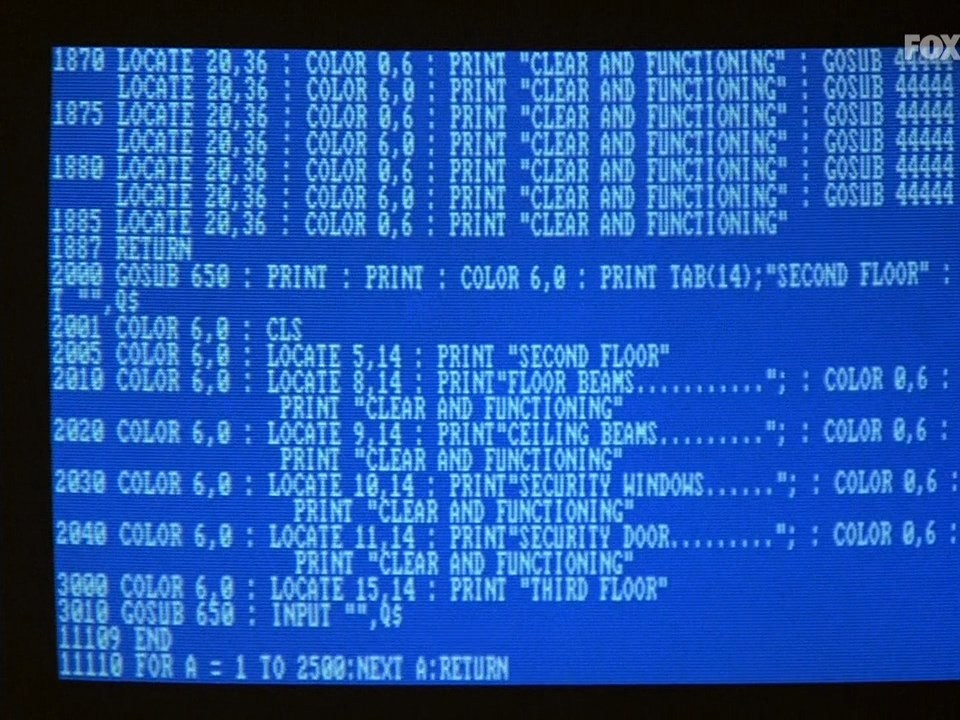 FOX
1870 LOCATE 20,36 : COLOR 0,6 : PRINT "CLEAR AND FUNCTIONING" : GOSUB 44444
LOCATE 20,36 : COLOR 6,0 : PRINT "CLEAR AND FUNCTIONING" : GOSUB 44444
1875 LOCATE 20,36 : COLOR 0,6 : PRINT "CLEAR AND FUNCTIONING" : GOSUB 44444
LOCATE 20,36 : COLOR 6,0 : PRINT "CLEAR AND FUNCTIONING" : GOSUB 44444
1880 LOCATE 20,36 : COLOR 0,6 : PRINT "CLEAR AND FUNCTIONING" : GOSUB 44444
LOCATE 20,36 : COLOR 6,0 : PRINT "CLEAR AND FUNCTIONING" : GOSUB 44444
1885 LOCATE 20,36 : COLOR 0,6 : PRINT "CLEAR AND FUNCTIONING"
1887 RETURN
2000 GOSUB 650 : PRINT : PRINT : COLOR 6,0 : PRINT TAB(14);"SECOND FLOOR" :
T "",Q$
2001 COLOR 6,0 : CLS
2005 COLOR 6,0 : LOCATE 5,14 : PRINT "SECOND FLOOR"
2010 COLOR 6,0 : LOCATE 8,14 : PRINT"FLOOR BEAMS..........."; : COLOR 0,6 :
PRINT "CLEAR AND FUNCTIONING"
2020 COLOR 6,0 : LOCATE 9,14 : PRINT"CEILING BEAMS........."; : COLOR 0,6 :
PRINT "CLEAR AND FUNCTIONING"
2030 COLOR 6,0 : LOCATE 10,14 : PRINT"SECURITY WINDOWS......"; : COLOR 0,6 :
PRINT "CLEAR AND FUNCTIONING"
2040 COLOR 6,0 : LOCATE 11,14 : PRINT"SECURITY DOOR........."; : COLOR 0,6 :
PRINT "CLEAR AND FUNCTIONING"
3000 COLOR 6,0 : LOCATE 15,14 : PRINT "THIRD FLOOR"
3010 GOSUB 650 : INPUT "",Q$
11109 END
11110 FOR A = 1 TO 2500:NEXT A:RETURN